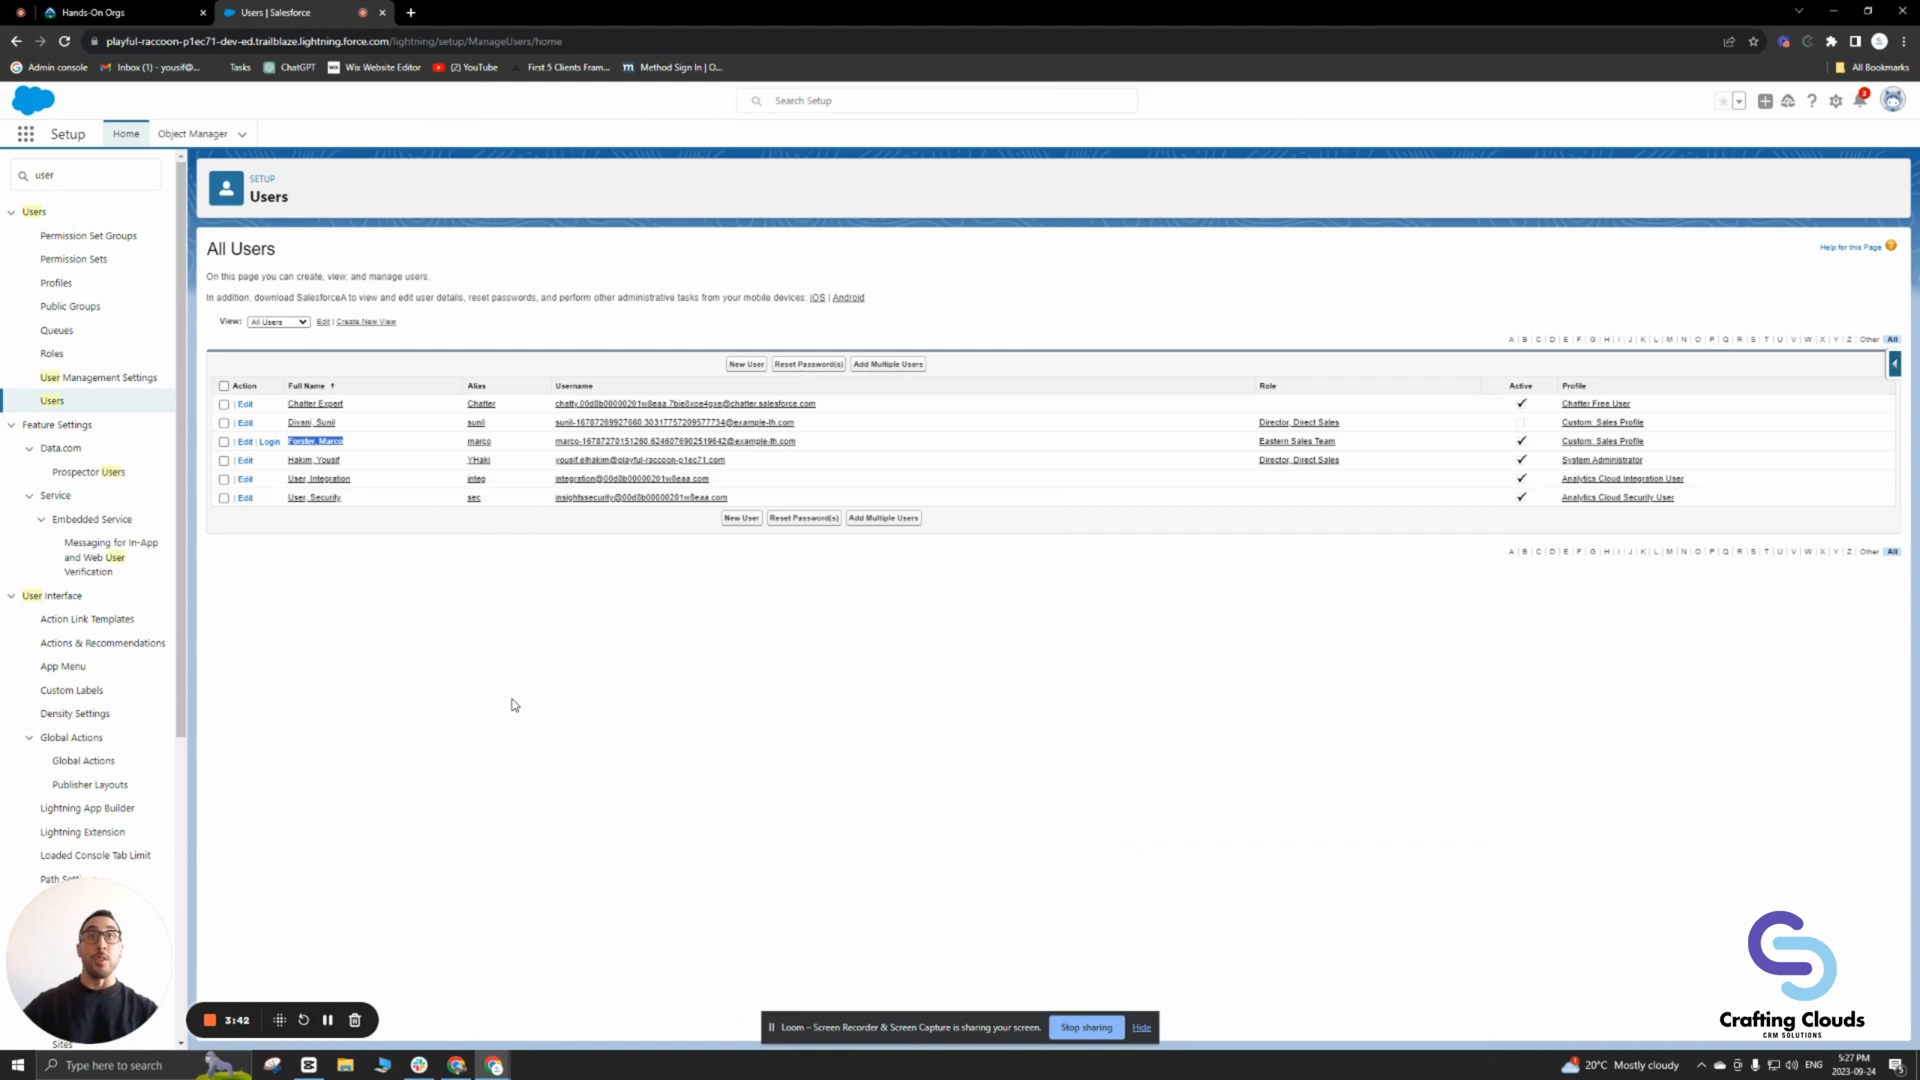 Hands-On Orgs
Users | Salesforce
playful-raccoon-p1ec71-dev-ed.trailblaze.lightning.force.com/lightning/setup/ManageUsers/home
Admin console
Inbox (1) - yousif@...
Tasks
ChatGPT
Wix Website Editor
(2) YouTube
First 5 Clients Fram...
Method Sign In | O...
All Bookmarks
Search Setup
3
Setup
Home
Object Manager
user
Users
Permission Set Groups
Permission Sets
Profiles
Public Groups
Queues
Roles
User Management Settings
Users
Feature Settings
Data.com
Prospector Users
Service
Embedded Service
Messaging for In-App
and Web User
Verification
User Interface
Action Link Templates
Actions & Recommendations
App Menu
Custom Labels
Density Settings
Global Actions
Global Actions
Publisher Layouts
Lightning App Builder
Lightning Extension
Loaded Console Tab Limit
Sites
SETUP
Users
All Users
Help for this Page
On this page you can create, view, and manage users.
In addition, download SalesforceA to view and edit user details, reset passwords, and perform other administrative tasks from your mobile devices: iOS | Android
View: All Users Edit | Create New View
A | B | C | D | E | F | G | H | I | J | K | L | M | N | O | P | Q | R | S | T | U | V | W | X | Y | Z | Other | All
New User Reset Password(s) Add Multiple Users
Action Full Name Alias Username Role Active Profile
Edit Chatter Expert Chatter chatty.00d8b00000201w8eaa.7bie8xoe4gxe@chatter.salesforce.com Chatter Free User
Edit Divani, Sunil sunil sunil-16787269927660.30317757209577734@example-th.com Director, Direct Sales Custom: Sales Profile
Edit | Login Forster, Marco marco marco-16787270151260.6246076902519642@example-th.com Eastern Sales Team Custom: Sales Profile
Edit Hakim, Yousif YHaki yousif.elhakim@playful-raccoon-p1ec71.com Director, Direct Sales System Administrator
Edit User, Integration integ integration@00d8b00000201w8eaa.com Analytics Cloud Integration User
Edit User, Security sec insightssecurity@00d8b00000201w8eaa.com Analytics Cloud Security User
New User Reset Password(s) Add Multiple Users
A | B | C | D | E | F | G | H | I | J | K | L | M | N | O | P | Q | R | S | T | U | V | W | X | Y | Z | Other | All
3:42
Loom – Screen Recorder & Screen Capture is sharing your screen. Stop sharing Hide
Crafting Clouds
CRM SOLUTIONS
Type here to search
20°C Mostly cloudy
ENG
5:27 PM
2023-09-24